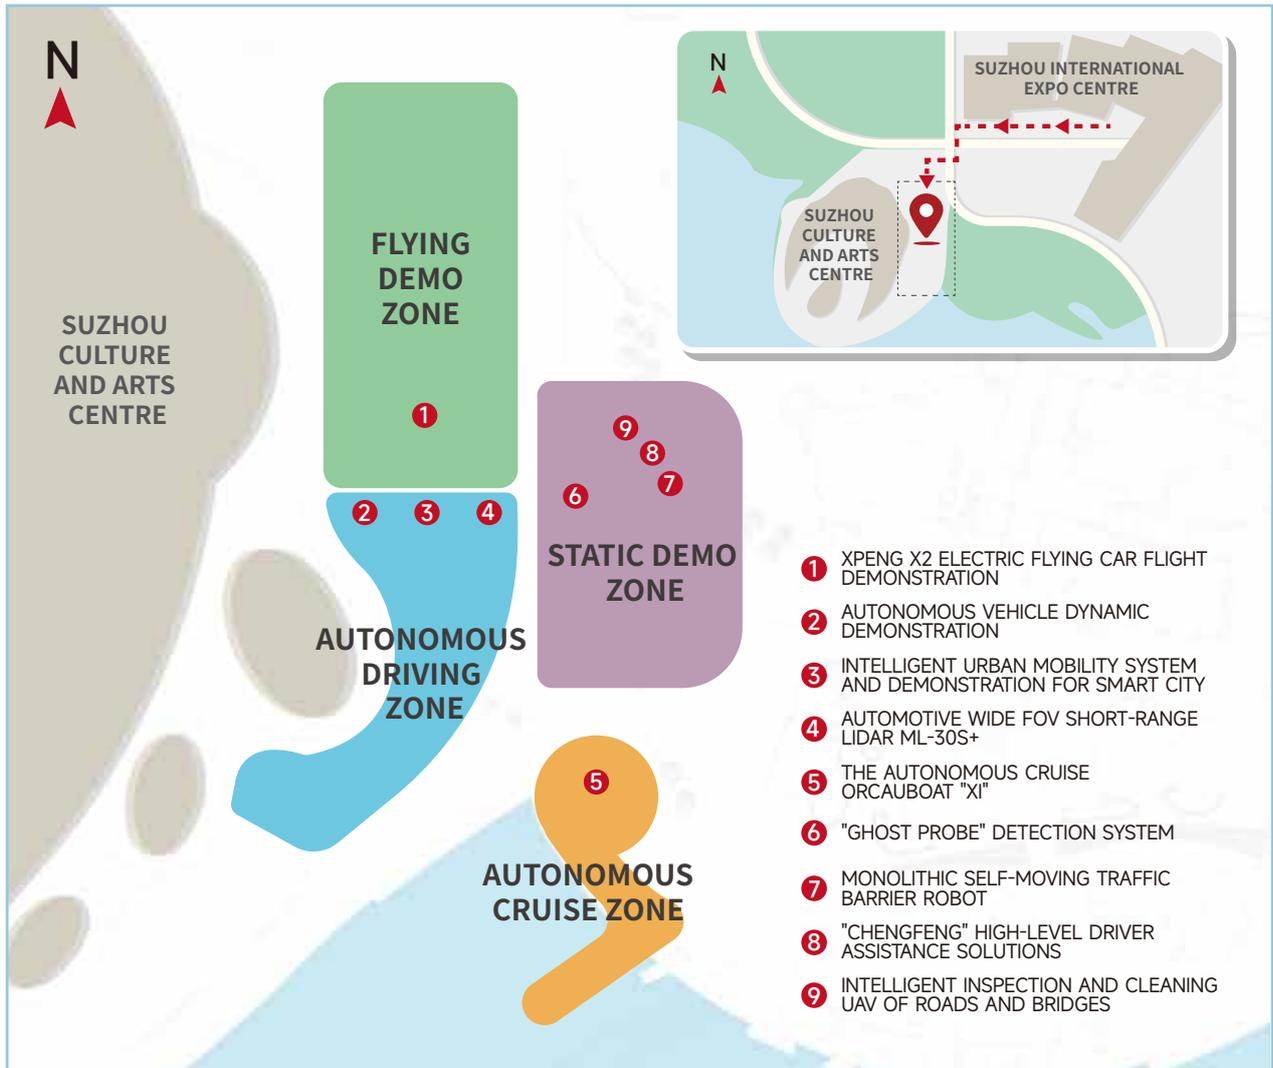 N
FLYING
DEMO
ZONE
SUZHOU
CULTURE
AND ARTS
CENTRE
1
2
3
4
9
8
7
6
STATIC DEMO
ZONE
AUTONOMOUS
DRIVING
ZONE
5
AUTONOMOUS
CRUISE ZONE
N
SUZHOU INTERNATIONAL
EXPO CENTRE
SUZHOU
CULTURE
AND ARTS
CENTRE
1 XPENG X2 ELECTRIC FLYING CAR FLIGHT
DEMONSTRATION
2 AUTONOMOUS VEHICLE DYNAMIC
DEMONSTRATION
3 INTELLIGENT URBAN MOBILITY SYSTEM
AND DEMONSTRATION FOR SMART CITY
4 AUTOMOTIVE WIDE FOV SHORT-RANGE
LIDAR ML-30S+
5 THE AUTONOMOUS CRUISE
ORCAUBOAT "XI"
6 "GHOST PROBE" DETECTION SYSTEM
7 MONOLITHIC SELF-MOVING TRAFFIC
BARRIER ROBOT
8 "CHENGFENG" HIGH-LEVEL DRIVER
ASSISTANCE SOLUTIONS
9 INTELLIGENT INSPECTION AND CLEANING
UAV OF ROADS AND BRIDGES